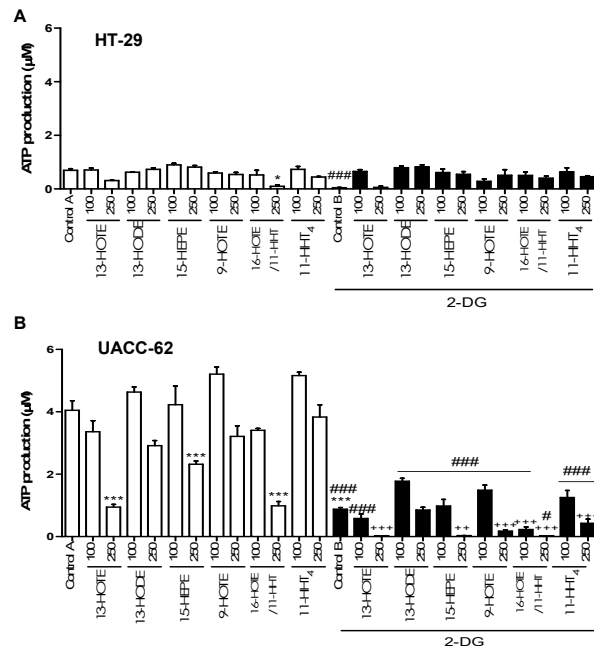 A
HT-29
ATP production (µM)
6
4
2
0
###
*
Control A 100 250 100 250 100 250 100 250 100 250 100 250 Control B 100 250 100 250 100 250 100 250 100 250 100 250
13-HOTE 13-HODE 15-HEPE 9-HOTE 16-HOTE /11-HHT 11-HHT4 13-HOTE 13-HODE 15-HEPE 9-HOTE 16-HOTE /11-HHT 11-HHT4
2-DG
B
UACC-62
ATP production (µM)
6
4
2
0
*** *** *** ### *** ### +++ ### ++ +++ +++ # +++ ### +++
Control A 100 250 100 250 100 250 100 250 100 250 100 250 Control B 100 250 100 250 100 250 100 250 100 250 100 250
13-HOTE 13-HODE 15-HEPE 9-HOTE 16-HOTE /11-HHT 11-HHT4 13-HOTE 13-HODE 15-HEPE 9-HOTE 16-HOTE /11-HHT 11-HHT4
2-DG